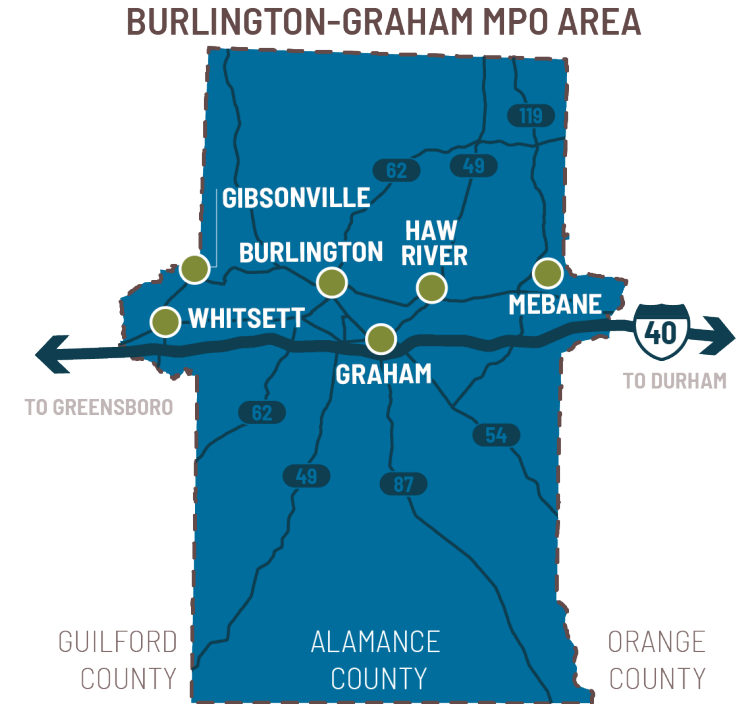 BURLINGTON-GRAHAM MPO AREA
119
62
49
GIBSONVILLE
HAW
RIVER
BURLINGTON
MEBANE
WHITSETT
40
GRAHAM
TO DURHAM
TO GREENSBORO
62
54
49
87
GUILFORD
COUNTY
ALAMANCE
COUNTY
ORANGE
COUNTY